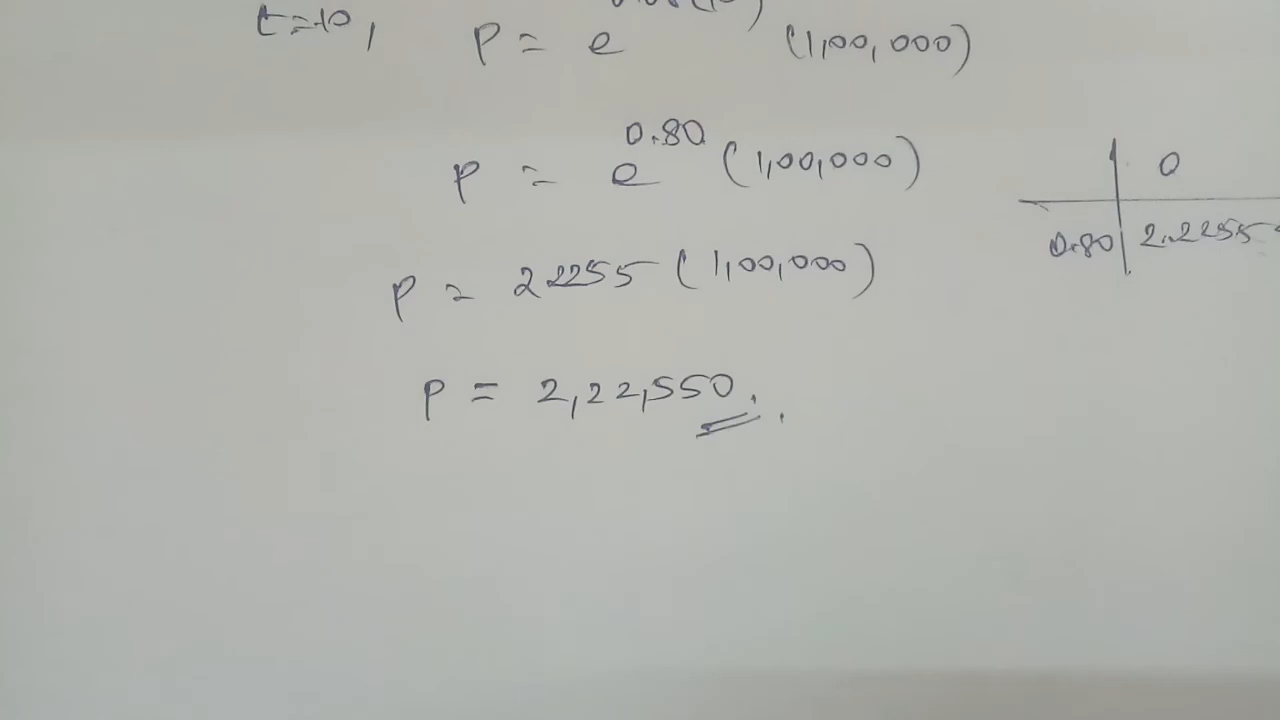 t=10, P = e (1,00,000)
P = e^0.80 (1,00,000)
0
0.80 2.2255
P = 2.2255 (1,00,000)
P = 2,22,550.